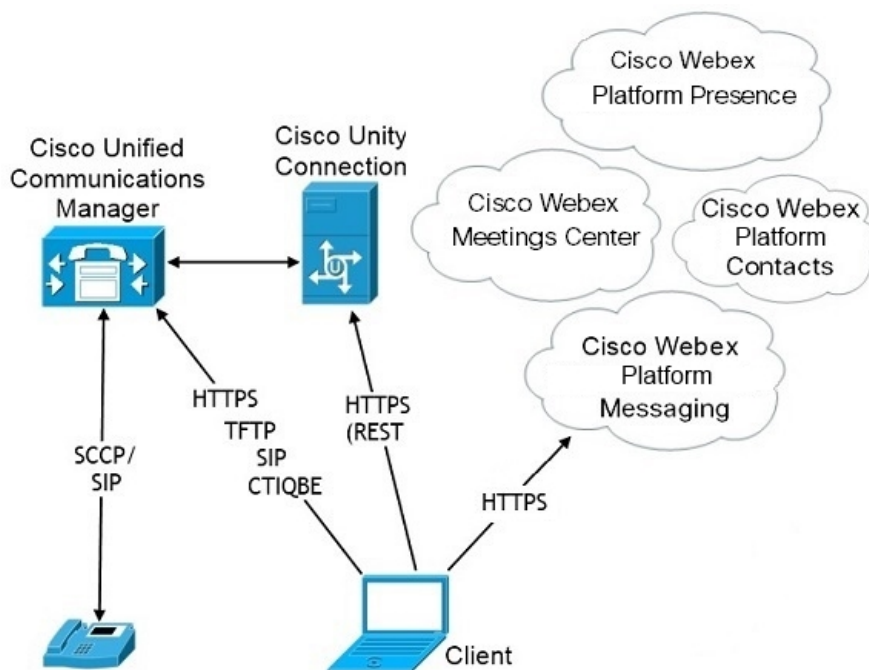 Cisco Webex
Platform Presence
Cisco Unified
Communications
Manager
Cisco Unity
Connection
Cisco Webex
Meetings Center
Cisco Webex
Platform
Contacts
U
Cisco Webex
Platform
Messaging
HTTPS
TFTP
SIP
CTIQBE
HTTPS
(REST
SCCP/
SIP
HTTPS
Client